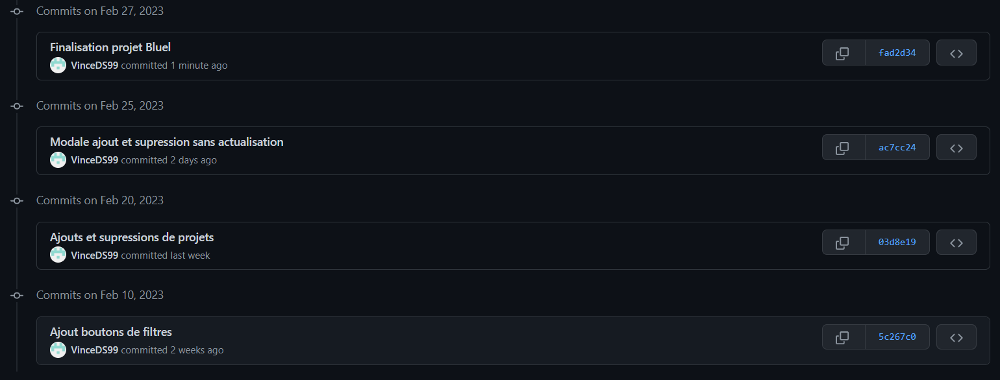 Commits on Feb 27, 2023
Finalisation projet Bluel
VinceDS99 committed 1 minute ago
fad2d34
Commits on Feb 25, 2023
Modale ajout et supression sans actualisation
VinceDS99 committed 2 days ago
ac7cc24
Commits on Feb 20, 2023
Ajouts et supressions de projets
VinceDS99 committed last week
03d8e19
Commits on Feb 10, 2023
Ajout boutons de filtres
VinceDS99 committed 2 weeks ago
5c267c0